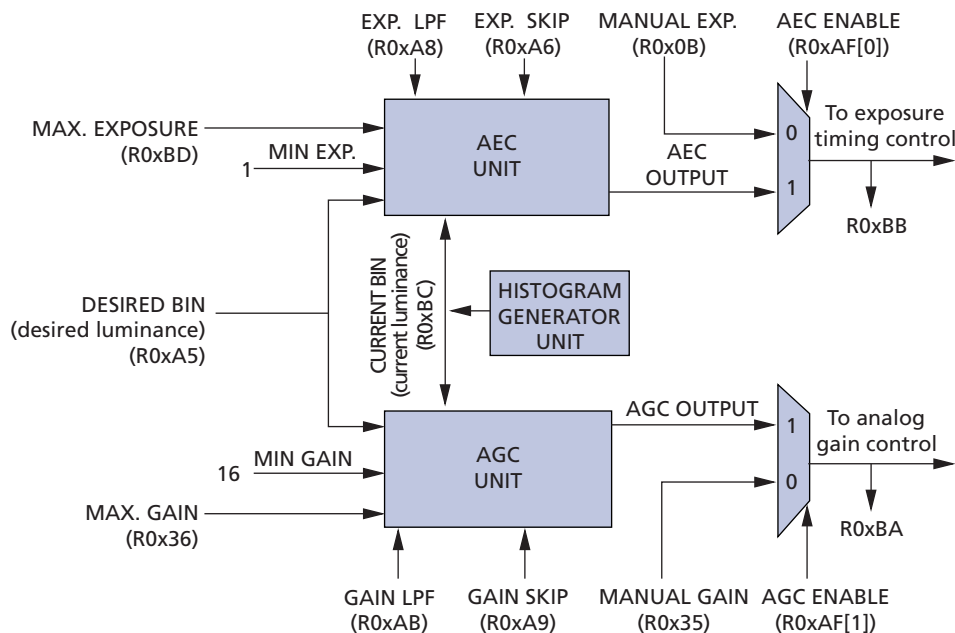 EXP. LPF
(R0xA8)
EXP. SKIP
(R0xA6)
MANUAL EXP.
(R0x0B)
AEC ENABLE
(R0xAF[0])
MAX. EXPOSURE
(R0xBD)
1
MIN EXP.
AEC
UNIT
AEC
OUTPUT
0
1
To exposure
timing control
R0xBB
DESIRED BIN
(desired luminance)
(R0xA5)
CURRENT BIN
(current luminance)
(R0xBC)
HISTOGRAM
GENERATOR
UNIT
16
MIN GAIN
MAX. GAIN
(R0x36)
AGC
UNIT
AGC OUTPUT
1
0
To analog
gain control
R0xBA
GAIN LPF
(R0xAB)
GAIN SKIP
(R0xA9)
MANUAL GAIN
(R0x35)
AGC ENABLE
(R0xAF[1])